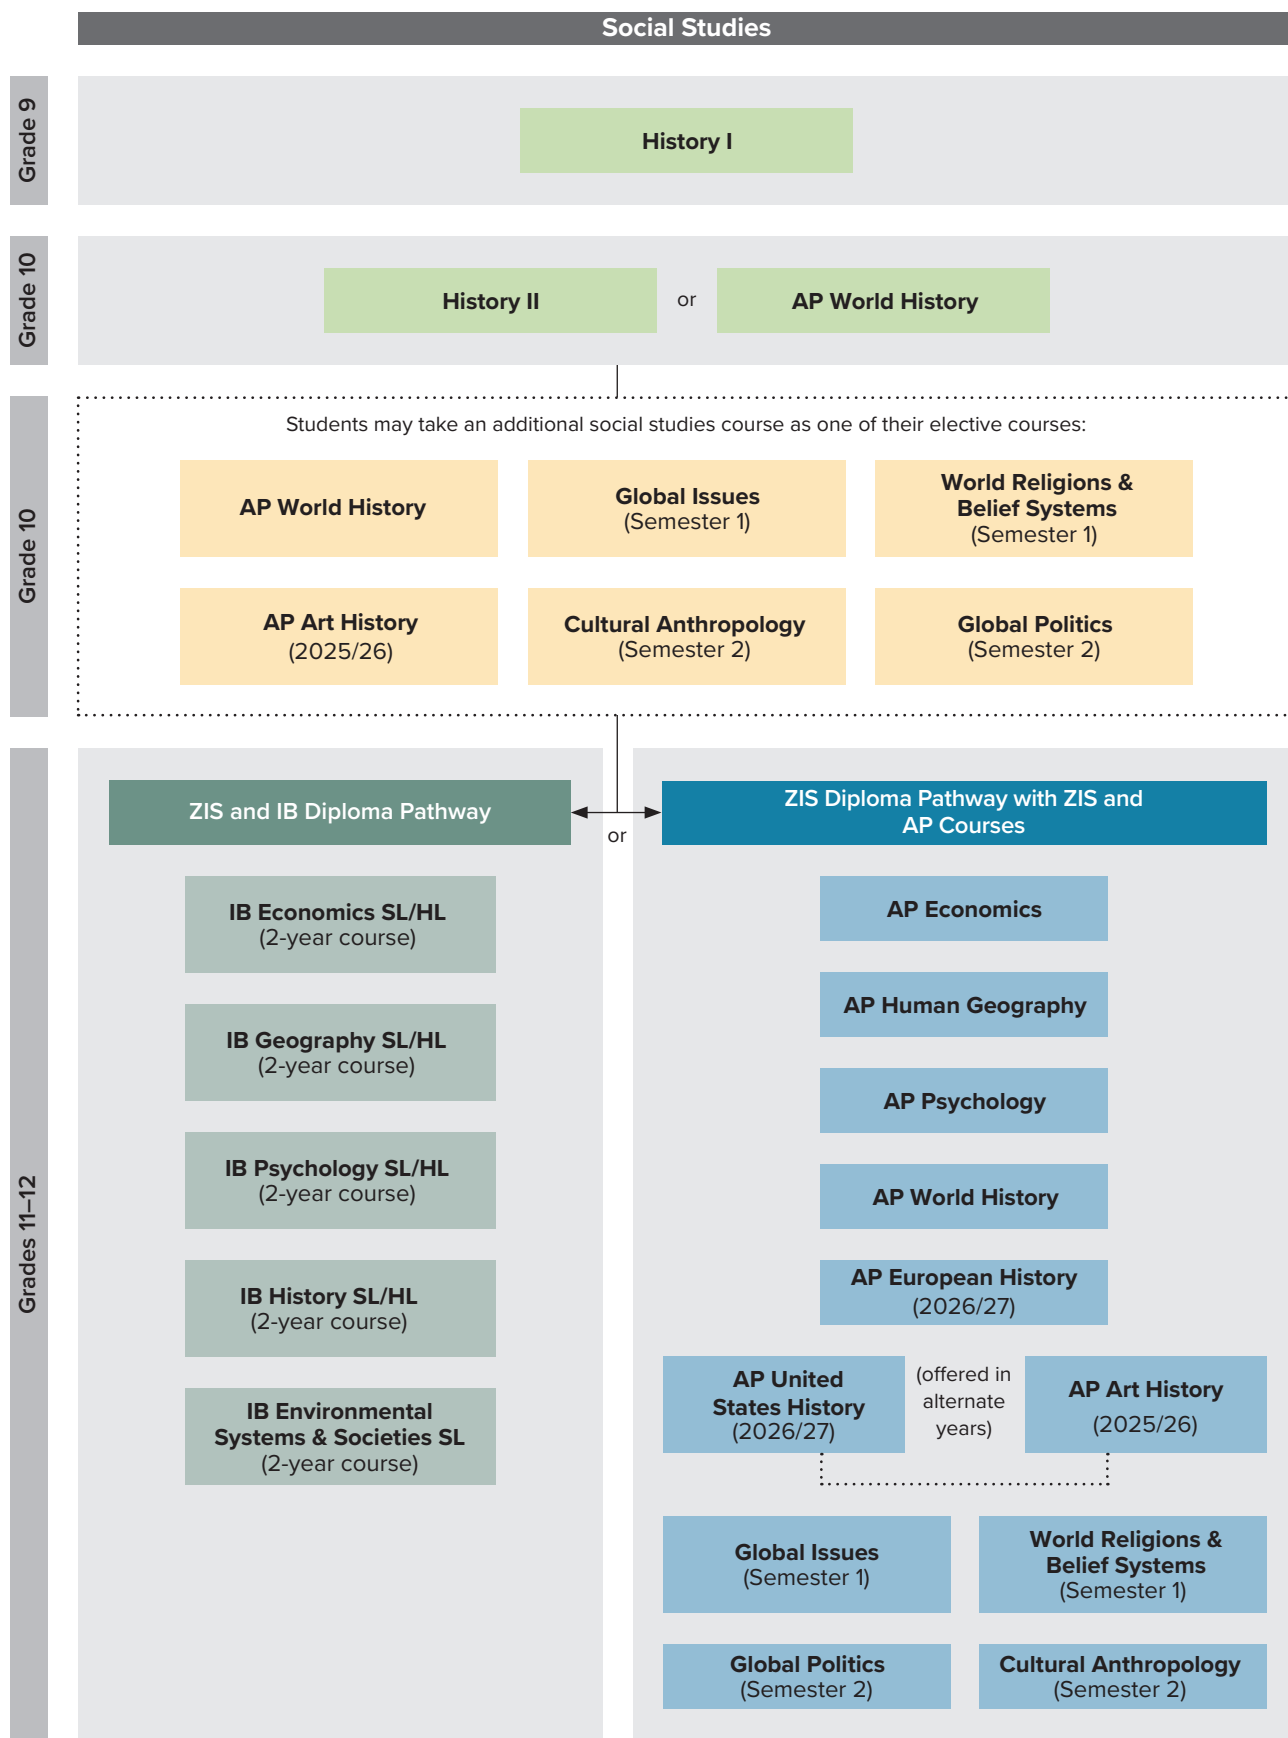 Social Studies
Grade 9
History I
Grade 10
History II
or
AP World History
Grade 10
Students may take an additional social studies course as one of their elective courses:
AP World History
Global Issues
(Semester 1)
World Religions &
Belief Systems
(Semester 1)
AP Art History
(2025/26)
Cultural Anthropology
(Semester 2)
Global Politics
(Semester 2)
Grades 11–12
ZIS and IB Diploma Pathway
or
ZIS Diploma Pathway with ZIS and
AP Courses
IB Economics SL/HL
(2-year course)
IB Geography SL/HL
(2-year course)
IB Psychology SL/HL
(2-year course)
IB History SL/HL
(2-year course)
IB Environmental
Systems & Societies SL
(2-year course)
AP Economics
AP Human Geography
AP Psychology
AP World History
AP European History
(2026/27)
AP United
States History
(2026/27)
(offered in
alternate
years)
AP Art History
(2025/26)
Global Issues
(Semester 1)
World Religions &
Belief Systems
(Semester 1)
Global Politics
(Semester 2)
Cultural Anthropology
(Semester 2)